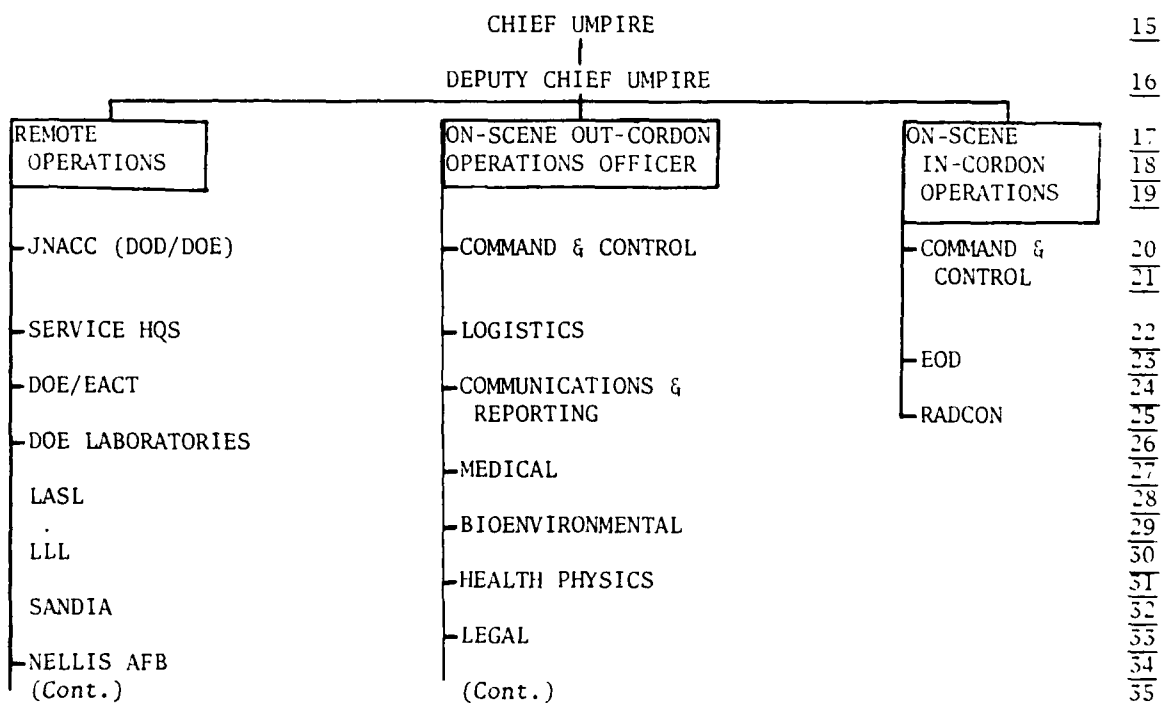 CHIEF UMPIRE 15
DEPUTY CHIEF UMPIRE 16
REMOTE ON-SCENE OUT-CORDON ON-SCENE 17
OPERATIONS OPERATIONS OFFICER IN-CORDON 18
OPERATIONS 19
JNACC (DOD/DOE) COMMAND & CONTROL COMMAND & 20
CONTROL 21
SERVICE HQS LOGISTICS 22
EOD 23
DOE/EACT COMMUNICATIONS & 24
REPORTING RADCON 25
DOE LABORATORIES 26
MEDICAL 27
LASL 28
BIOENVIRONMENTAL 29
LLL 30
HEALTH PHYSICS 31
SANDIA 32
LEGAL 33
NELLIS AFB 34
(Cont.) (Cont.) 35